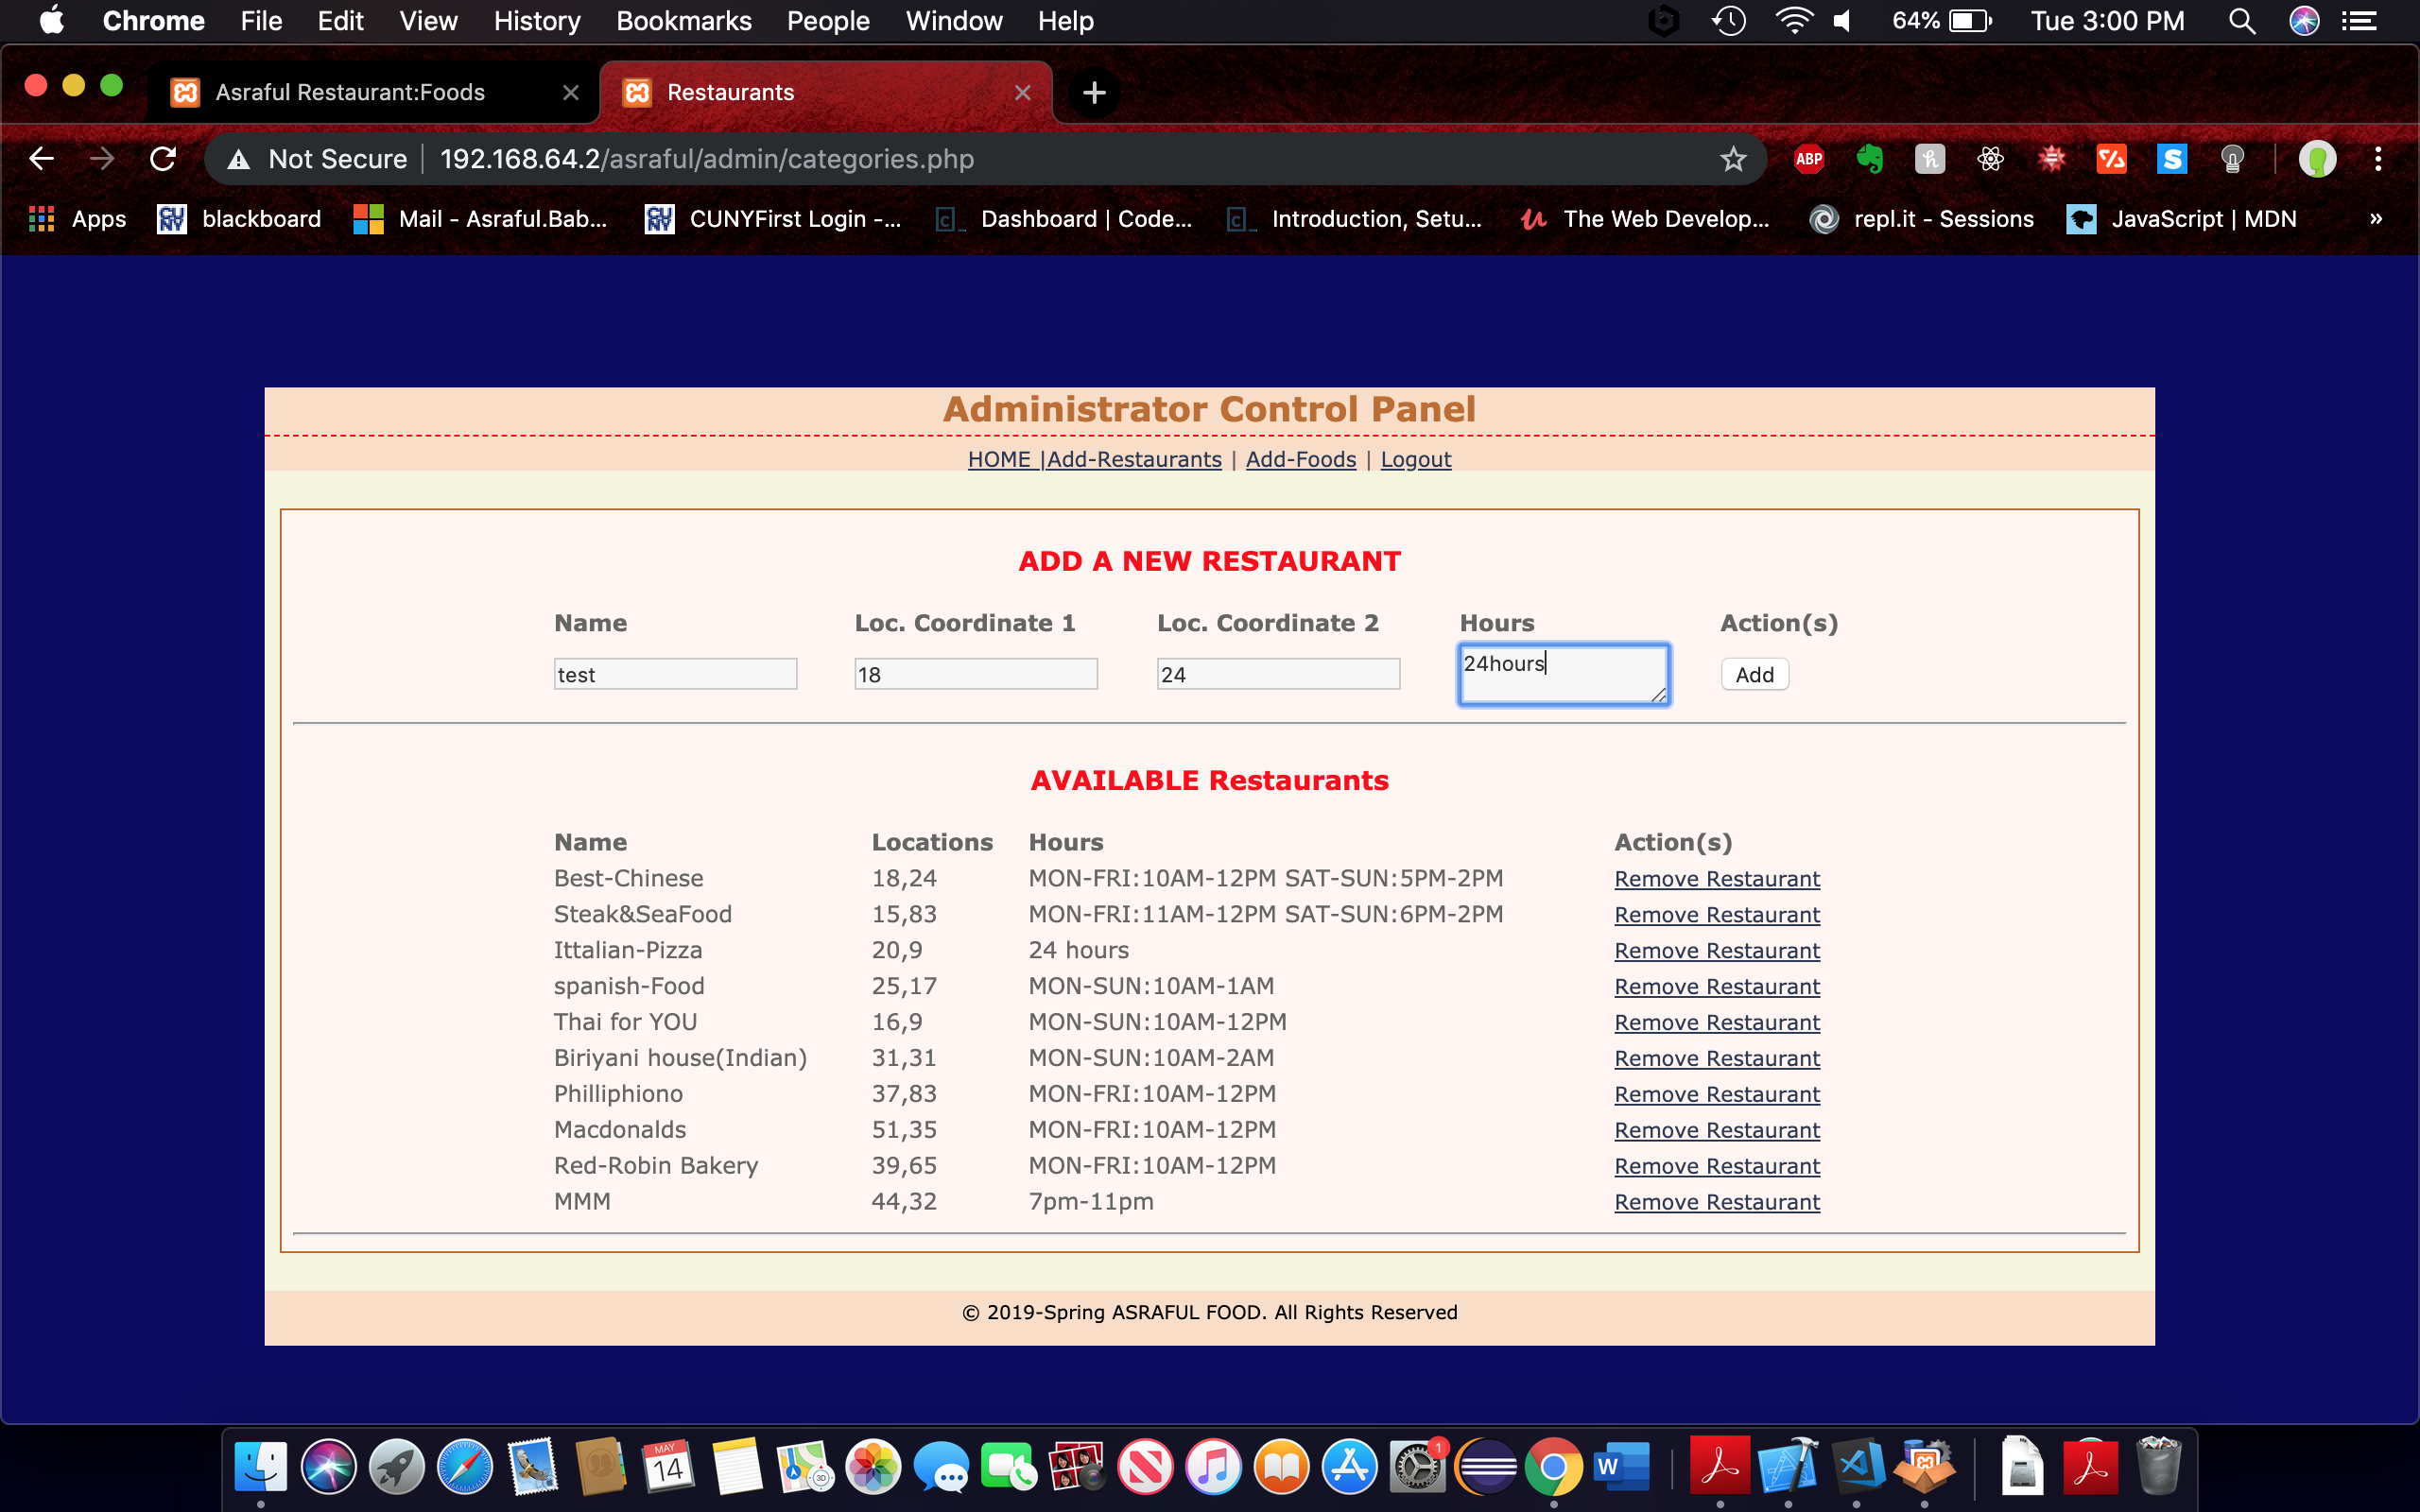 Chrome File Edit View History Bookmarks People Window Help 64% Tue 3:00 PM
Asraful Restaurant:Foods Restaurants
Not Secure 192.168.64.2/asraful/admin/categories.php ABP
Apps blackboard Mail - Asraful.Bab... CUNYFirst Login -... Dashboard | Code... Introduction, Setu... The Web Develop... repl.it - Sessions JavaScript | MDN »
Administrator Control Panel
HOME |Add-Restaurants | Add-Foods | Logout
ADD A NEW RESTAURANT
Name Loc. Coordinate 1 Loc. Coordinate 2 Hours Action(s)
test 18 24 24hours Add
AVAILABLE Restaurants
Name Locations Hours Action(s)
Best-Chinese 18,24 MON-FRI:10AM-12PM SAT-SUN:5PM-2PM Remove Restaurant
Steak&SeaFood 15,83 MON-FRI:11AM-12PM SAT-SUN:6PM-2PM Remove Restaurant
Ittalian-Pizza 20,9 24 hours Remove Restaurant
spanish-Food 25,17 MON-SUN:10AM-1AM Remove Restaurant
Thai for YOU 16,9 MON-SUN:10AM-12PM Remove Restaurant
Biriyani house(Indian) 31,31 MON-SUN:10AM-2AM Remove Restaurant
Philliphiono 37,83 MON-FRI:10AM-12PM Remove Restaurant
Macdonalds 51,35 MON-FRI:10AM-12PM Remove Restaurant
Red-Robin Bakery 39,65 MON-FRI:10AM-12PM Remove Restaurant
MMM 44,32 7pm-11pm Remove Restaurant
© 2019-Spring ASRAFUL FOOD. All Rights Reserved
MAY 14 3D 1 W